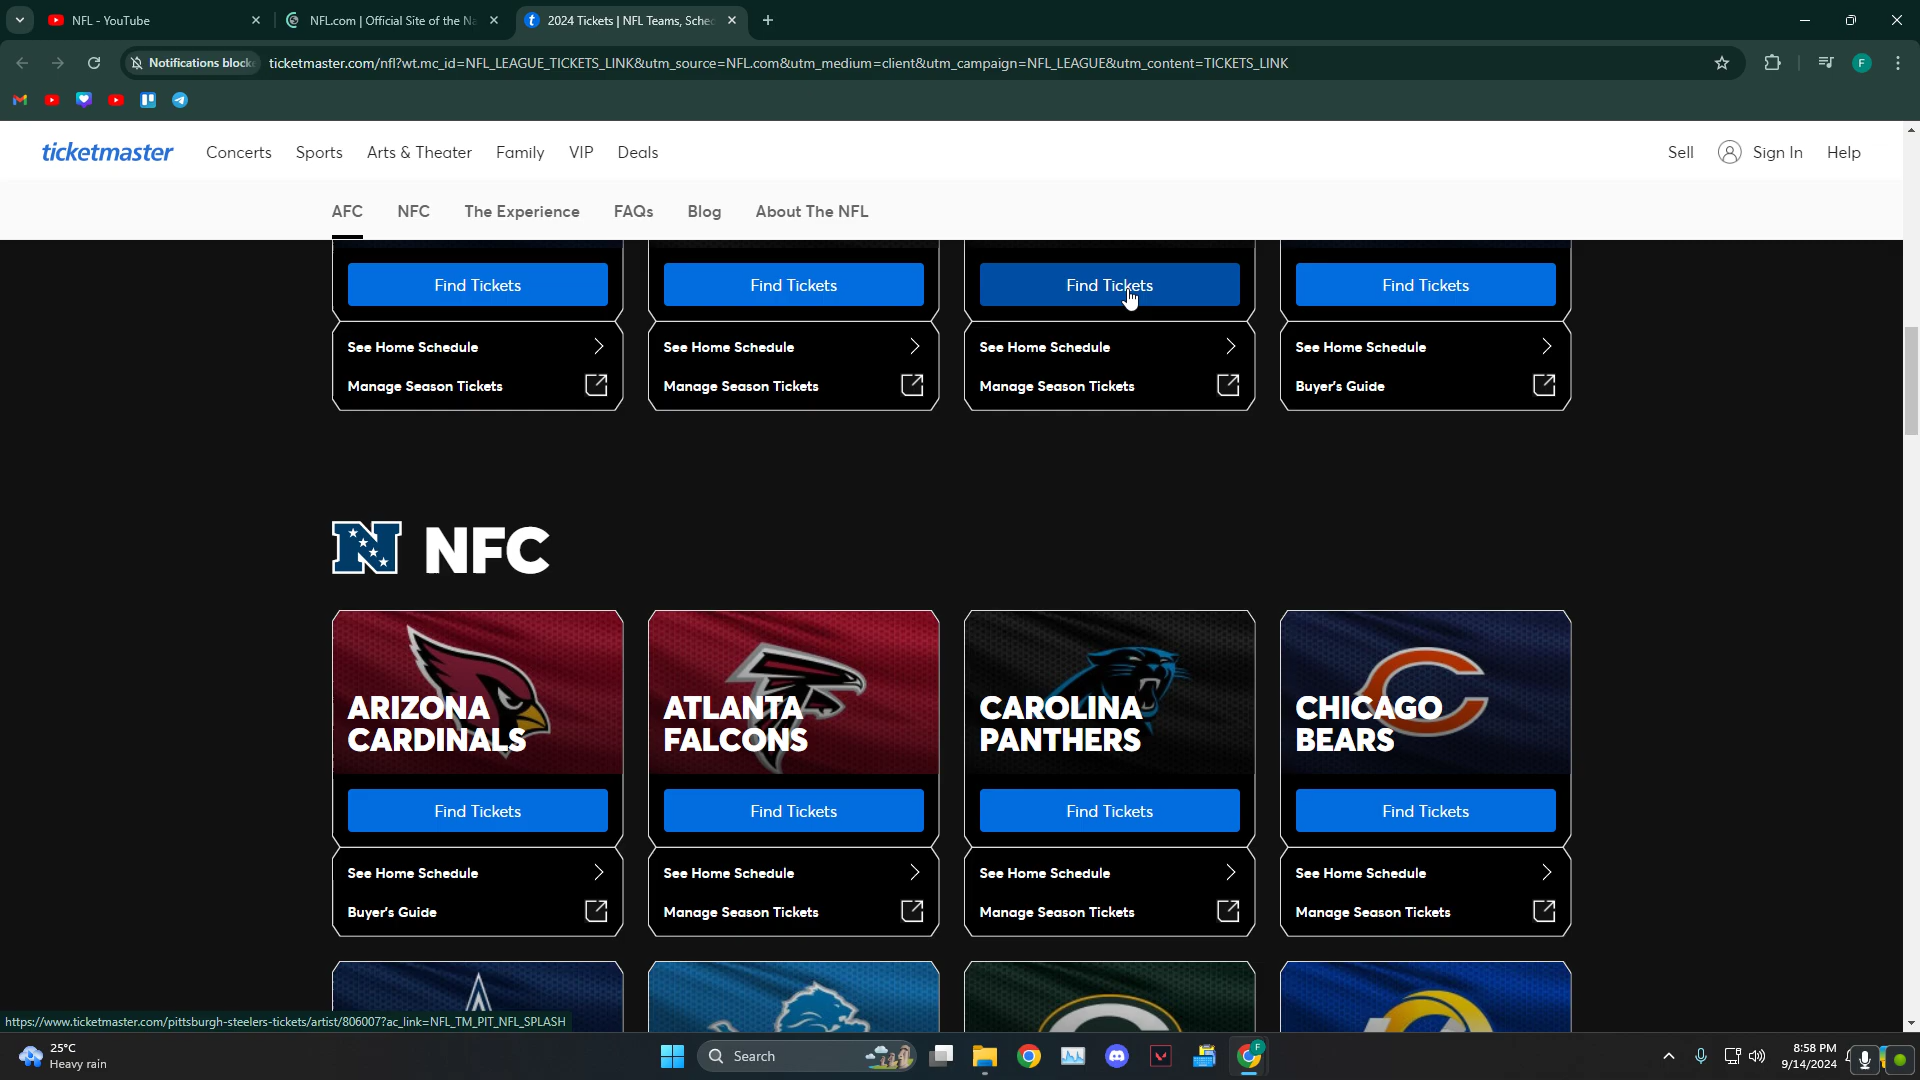 NFL - YouTube
NFL.com | Official Site of the Na
2024 Tickets | NFL Teams, Sche
Notifications blocke
ticketmaster.com/nfl?wt.mc_id=NFL_LEAGUE_TICKETS_LINK&utm_source=NFL.com&utm_medium=client&utm_campaign=NFL_LEAGUE&utm_content=TICKETS_LINK
F
ticketmaster Concerts Sports Arts & Theater Family VIP Deals Sell Sign In Help
AFC NFC The Experience FAQs Blog About The NFL
Find Tickets Find Tickets Find Tickets Find Tickets
See Home Schedule See Home Schedule See Home Schedule See Home Schedule
Manage Season Tickets Manage Season Tickets Manage Season Tickets Buyer's Guide
N NFC
ARIZONA
CARDINALS
ATLANTA
FALCONS
CAROLINA
PANTHERS
CHICAGO
BEARS
Find Tickets Find Tickets Find Tickets Find Tickets
See Home Schedule See Home Schedule See Home Schedule See Home Schedule
Buyer's Guide Manage Season Tickets Manage Season Tickets Manage Season Tickets
https://www.ticketmaster.com/pittsburgh-steelers-tickets/artist/806007?ac_link=NFL_TM_PIT_NFL_SPLASH
25°C
Heavy rain
Search
F
8:58 PM
9/14/2024